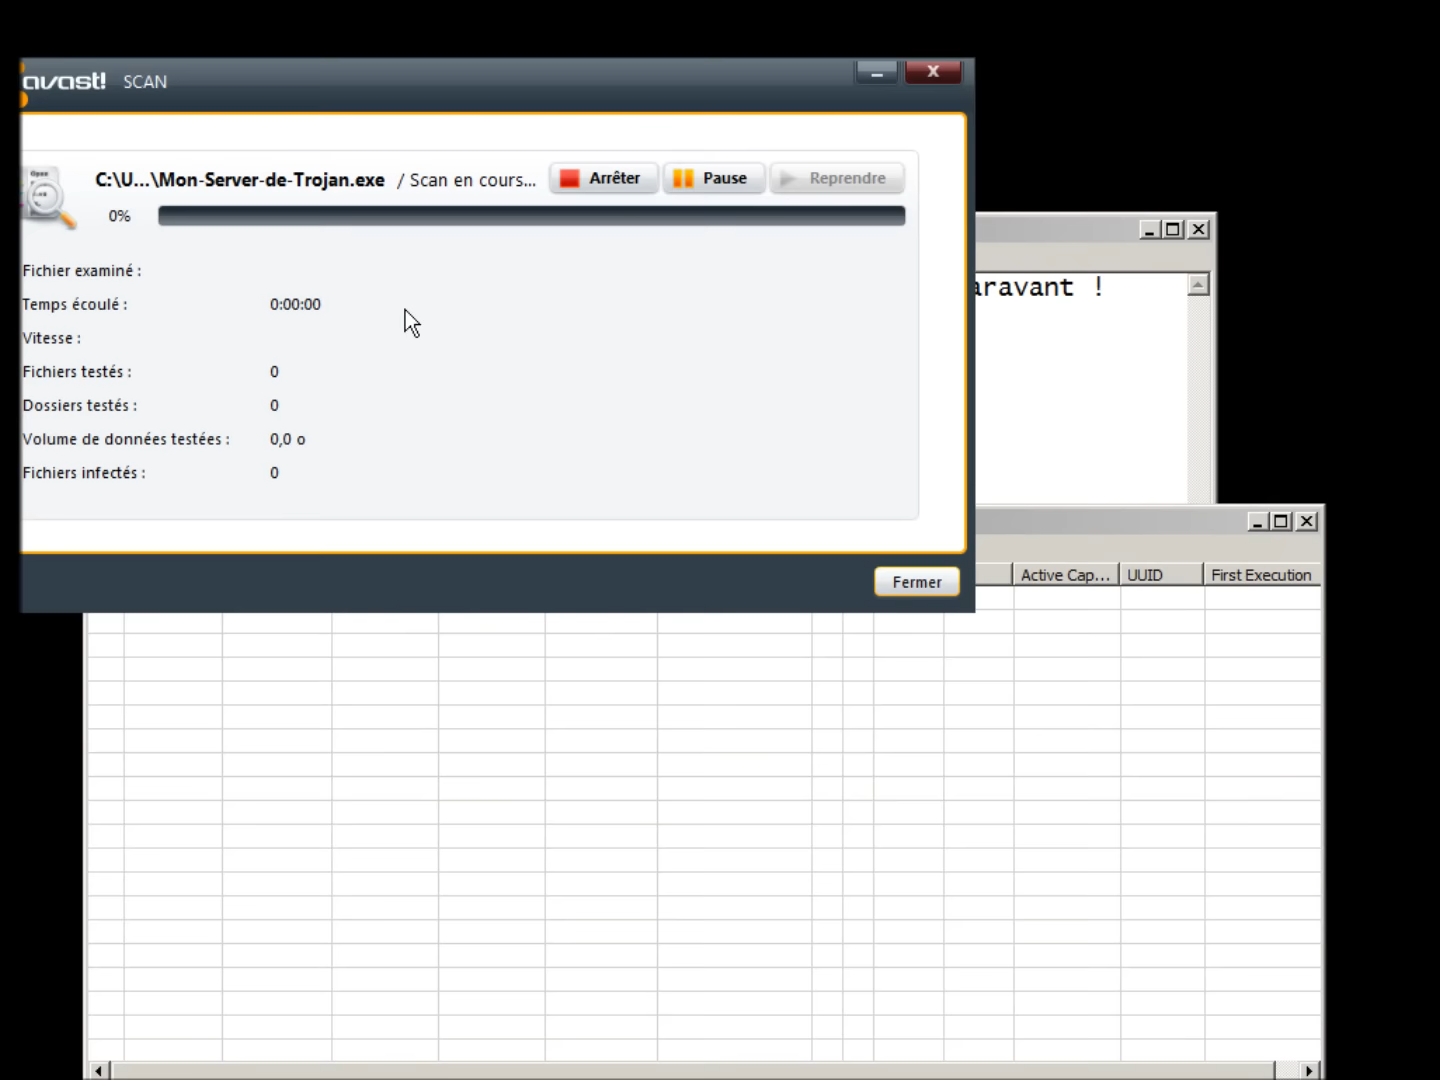 avast! SCAN
C:\U...\Mon-Server-de-Trojan.exe / Scan en cours...
Arrêter
Pause
Reprendre
0%
Fichier examiné :
Temps écoulé : 0:00:00
Vitesse :
Fichiers testés : 0
Dossiers testés : 0
Volume de données testées : 0,0 o
Fichiers infectés : 0
Fermer
aravant !
Active Cap... UUID First Execution